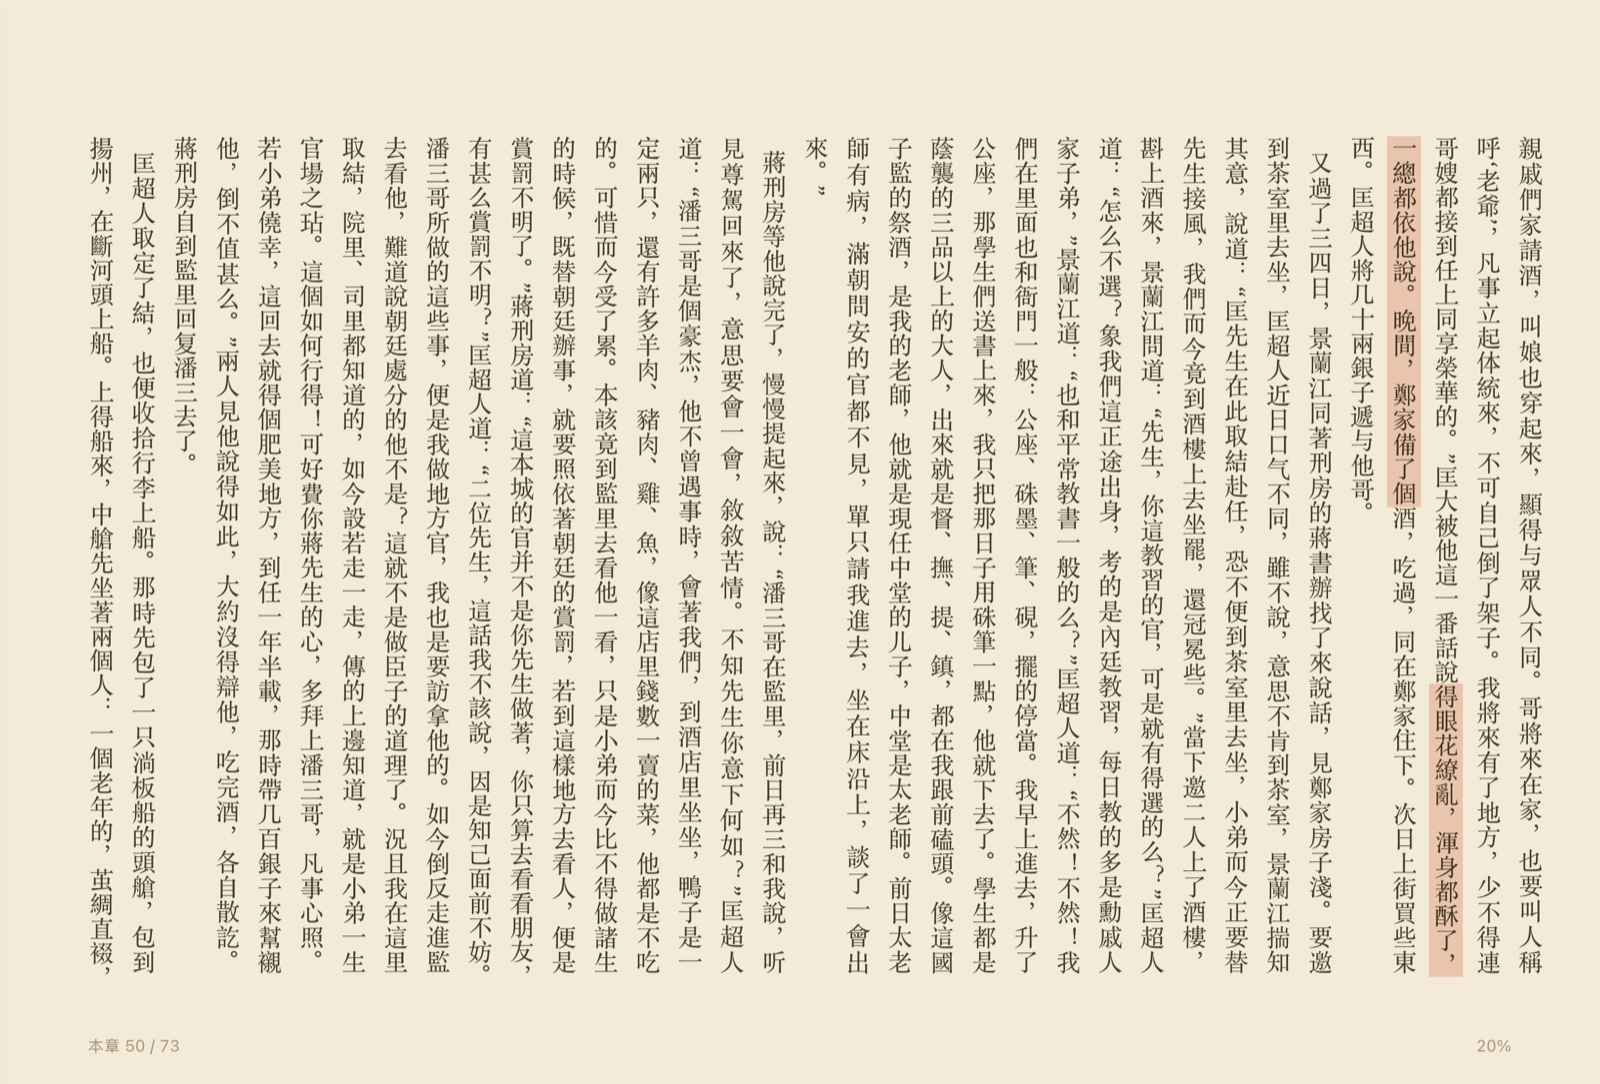 親戚們家請酒，叫娘也穿起來，顯得与眾人不同。哥將來在家，也要叫人稱
呼‘老爺’，凡事立起体統來，不可自己倒了架子。我將來有了地方，少不得連
哥嫂都接到任上同享榮華的。”匡大被他這一番話說得眼花繚亂，渾身都酥了，
一總都依他說。晚間，鄭家備了個酒，吃過，同在鄭家住下。次日上街買些東
西。匡超人將几十兩銀子遞与他哥。
又過了三四日，景蘭江同著刑房的蔣書辦找了來說話，見鄭家房子淺。要邀
到茶室里去坐，匡超人近日口气不同，雖不說，意思不肯到茶室，景蘭江揣知
其意，說道：“匡先生在此取結赴任，恐不便到茶室里去坐，小弟而今正要替
先生接風，我們而今竟到酒樓上去坐罷，還冠冕些。”當下邀二人上了酒樓，
斟上酒來，景蘭江問道：“先生，你這教習的官，可是就有得選的么？”匡超人
道：“怎么不選？象我們這正途出身，考的是內廷教習，每日教的多是勳戚人
家子弟，”景蘭江道：“也和平常教書一般的么？”匡超人道：“不然！不然！我
們在里面也和衙門一般：公座、硃墨、筆、硯，擺的停當。我早上進去，升了
公座，那學生們送書上來，我只把那日子用硃筆一點，他就下去了。學生都是
蔭襲的三品以上的大人，出來就是督、撫、提、鎮，都在我跟前磕頭。像這國
子監的祭酒，是我的老師，他就是現任中堂的儿子，中堂是太老師。前日太老
師有病，滿朝問安的官都不見，單只請我進去，坐在床沿上，談了一會出
來。”
蔣刑房等他說完了，慢慢提起來，說：“潘三哥在監里，前日再三和我說，听
見尊駕回來了，意思要會一會，敘敘苦情。不知先生你意下何如？”匡超人
道：“潘三哥是個豪杰，他不曾遇事時，會著我們，到酒店里坐坐，鴨子是一
定兩只，還有許多羊肉、豬肉、雞、魚，像這店里錢數一賣的菜，他都是不吃
的。可惜而今受了累。本該竟到監里去看他一看，只是小弟而今比不得做諸生
的時候，既替朝廷辦事，就要照依著朝廷的賞罰，若到這樣地方去看人，便是
賞罰不明了。”蔣刑房道：“這本城的官并不是你先生做著，你只算去看看朋友，
有甚么賞罰不明？”匡超人道：“二位先生，這話我不該說，因是知己面前不妨。
潘三哥所做的這些事，便是我做地方官，我也是要訪拿他的。如今倒反走進監
去看他，難道說朝廷處分的他不是？這就不是做臣子的道理了。況且我在這里
取結，院里、司里都知道的，如今設若走一走，傳的上邊知道，就是小弟一生
官場之玷。這個如何行得！可好費你蔣先生的心，多拜上潘三哥，凡事心照。
若小弟僥幸，這回去就得個肥美地方，到任一年半載，那時帶几百銀子來幫襯
他，倒不值甚么。”兩人見他說得如此，大約沒得辯他，吃完酒，各自散訖。
蔣刑房自到監里回复潘三去了。
匡超人取定了結，也便收拾行李上船。那時先包了一只淌板船的頭艙，包到
揚州，在斷河頭上船。上得船來，中艙先坐著兩個人：一個老年的，茧綢直裰，
本章 50 / 73
20%